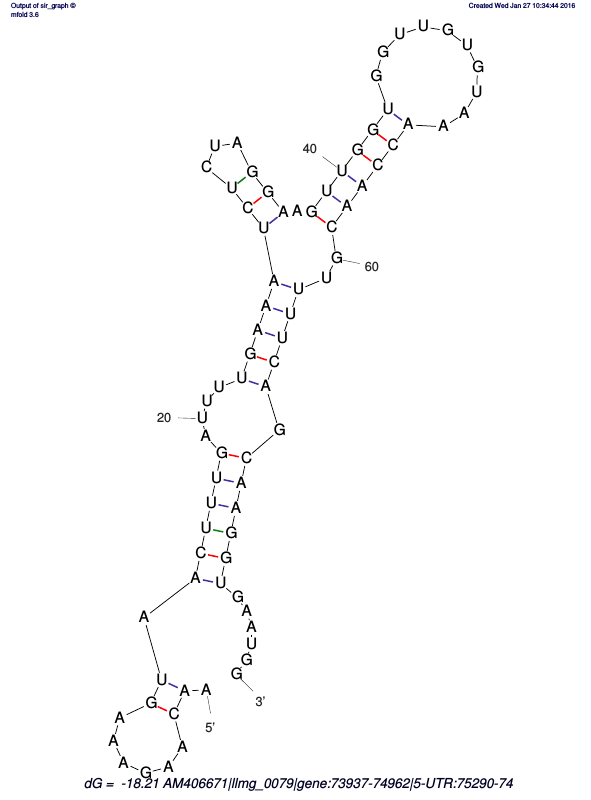 Output of sir_graph ©
mfold 3.6
Created Wed Jan 27 10:34:44 2016
A A C A A G A A A G U A A C U U U G A U U U U G A A A U C U C U A G G A A G U U G G U G G U U G U G U A A A C C A A C G U U U U C A G C A A G G U G A A U G G
40
60
20
3'
5'
dG = -18.21 AM406671|llmg_0079|gene:73937-74962|5-UTR:75290-74